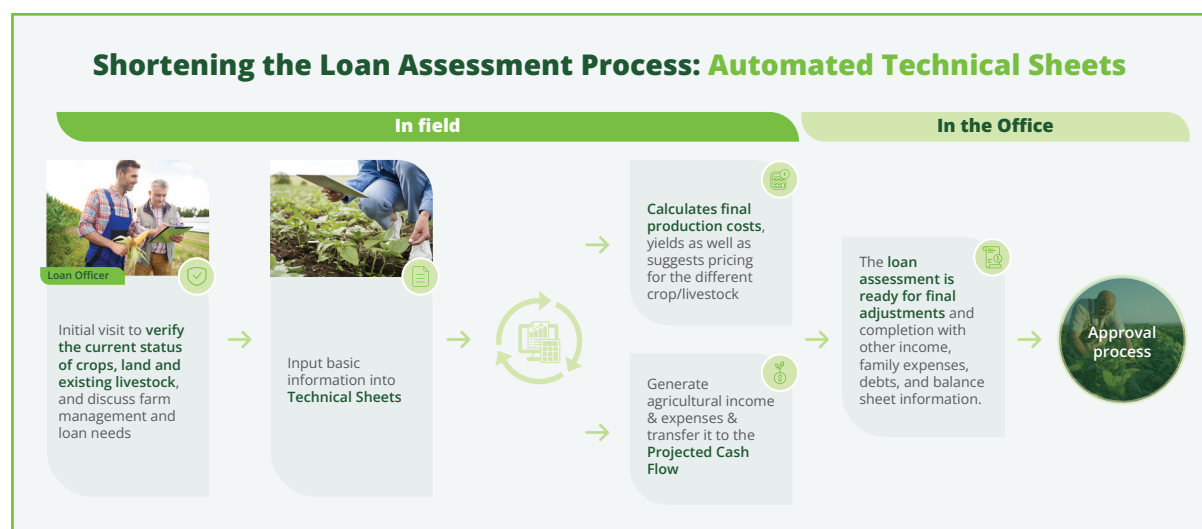 Shortening the Loan Assessment Process: Automated Technical Sheets
In field
In the Office
Loan Officer
Initial visit to verify
the current status
of crops, land and
existing livestock,
and discuss farm
management and
loan needs
Input basic
information into
Technical Sheets
Calculates final
production costs,
yields as well as
suggests pricing
for the different
crop/livestock
Generate
agricultural income
& expenses &
transfer it to the
Projected Cash
Flow
The loan
assessment is
ready for final
adjustments and
completion with
other income,
family expenses,
debts, and balance
sheet information.
Approval
process